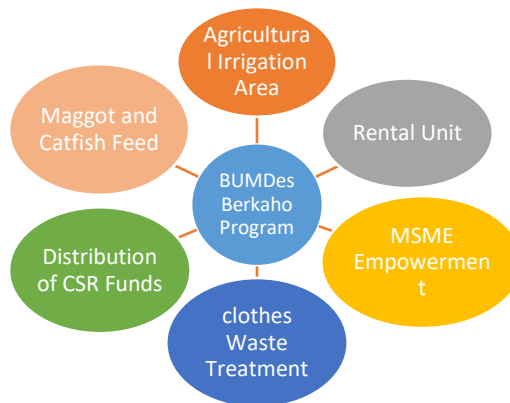 Agricultura
l Irrigation
Area
Maggot and
Catfish Feed
Rental Unit
BUMDes
Berkaho
Program
Distribution
of CSR Funds
MSME
Empowermen
t
clothes
Waste
Treatment